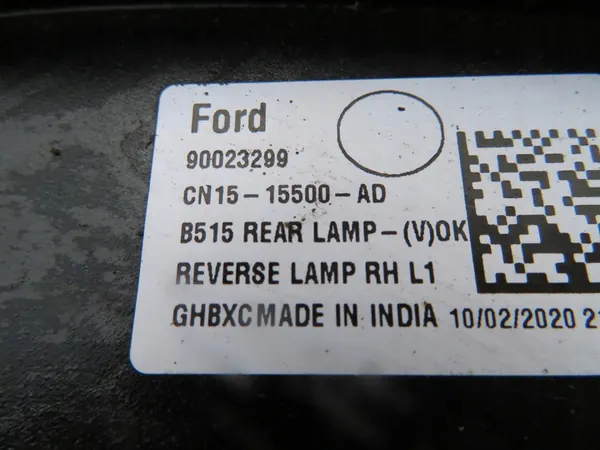 Ford
90023299
CN15-15500-AD
B515 REAR LAMP-(V)OK
REVERSE LAMP RH L1
GHBXCMADE IN INDIA 10/02/2020 21